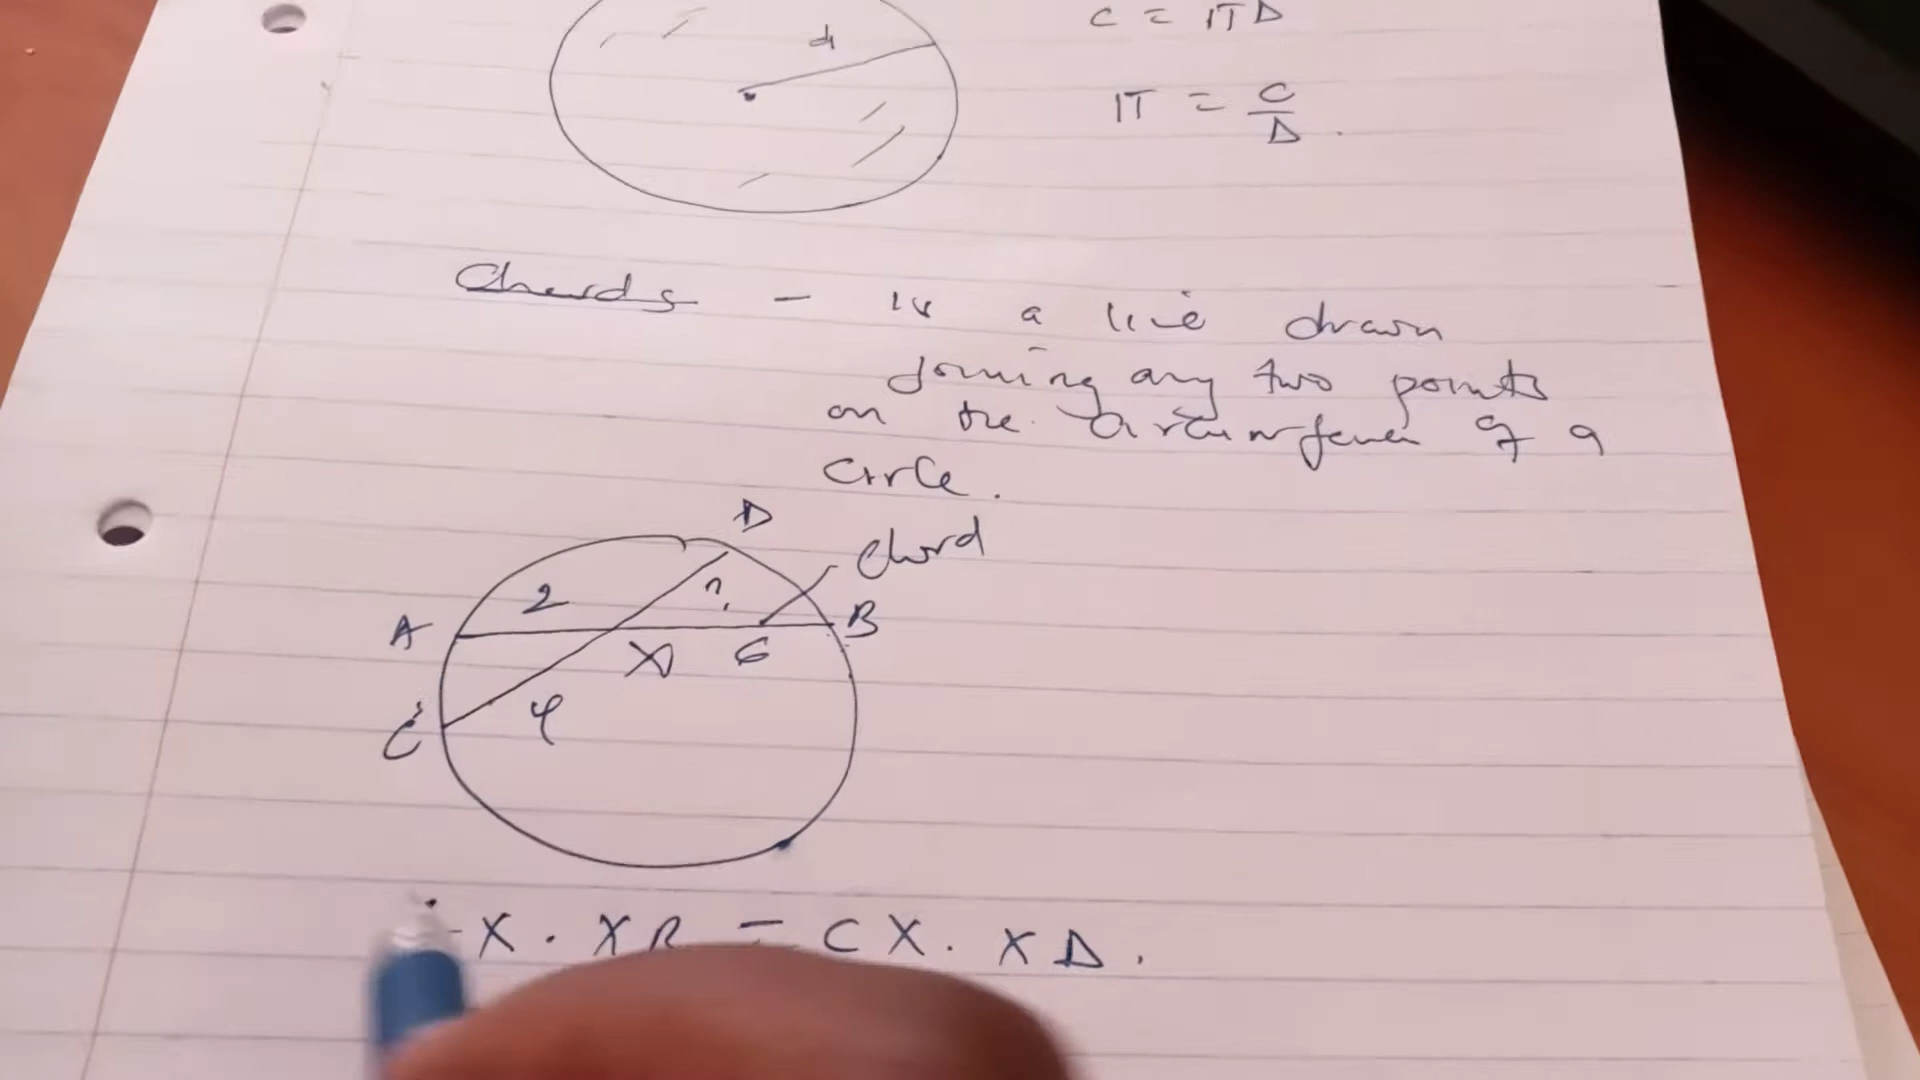 d
C = πD
π = C/D.
Chords - is a line drawn
joining any two points
on the circumference of a
circle.
D
chord
2
?
A
B
X
6
C
4
X . XB = CX . XD.